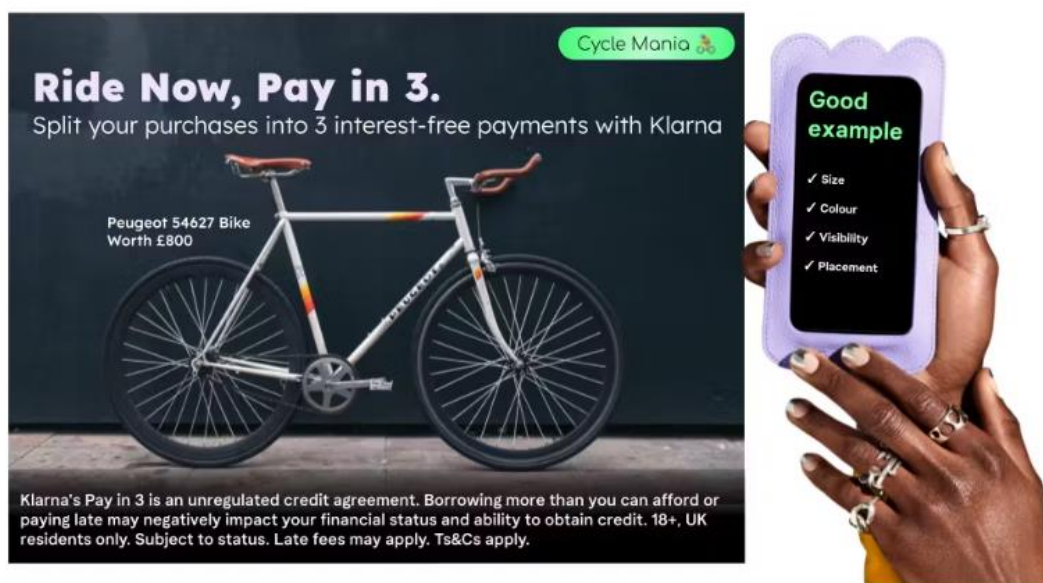 Cycle Mania 🚴
Ride Now, Pay in 3.
Split your purchases into 3 interest-free payments with Klarna
Peugeot 54627 Bike
Worth £800
PEUGEOT
Klarna's Pay in 3 is an unregulated credit agreement. Borrowing more than you can afford or
paying late may negatively impact your financial status and ability to obtain credit. 18+, UK
residents only. Subject to status. Late fees may apply. Ts&Cs apply.
Good
example
✓ Size
✓ Colour
✓ Visibility
✓ Placement